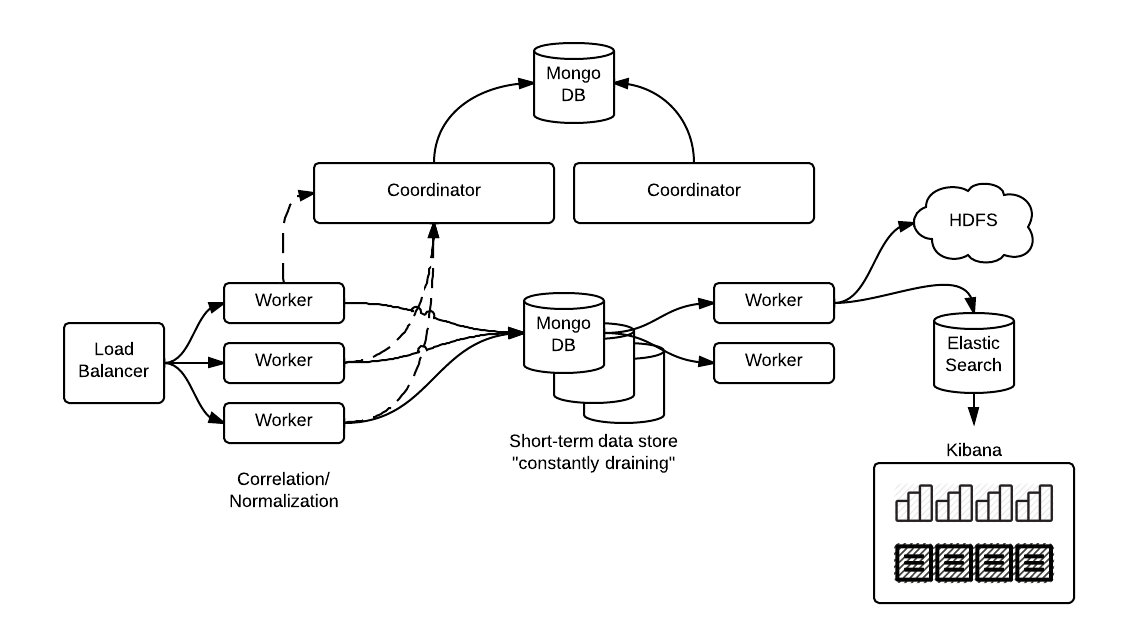 Mongo
DB
Coordinator
Coordinator
HDFS
Worker
Worker
Worker
Load
Balancer
Mongo
DB
Worker
Worker
Elastic
Search
Short-term data store
"constantly draining"
Correlation/
Normalization
Kibana